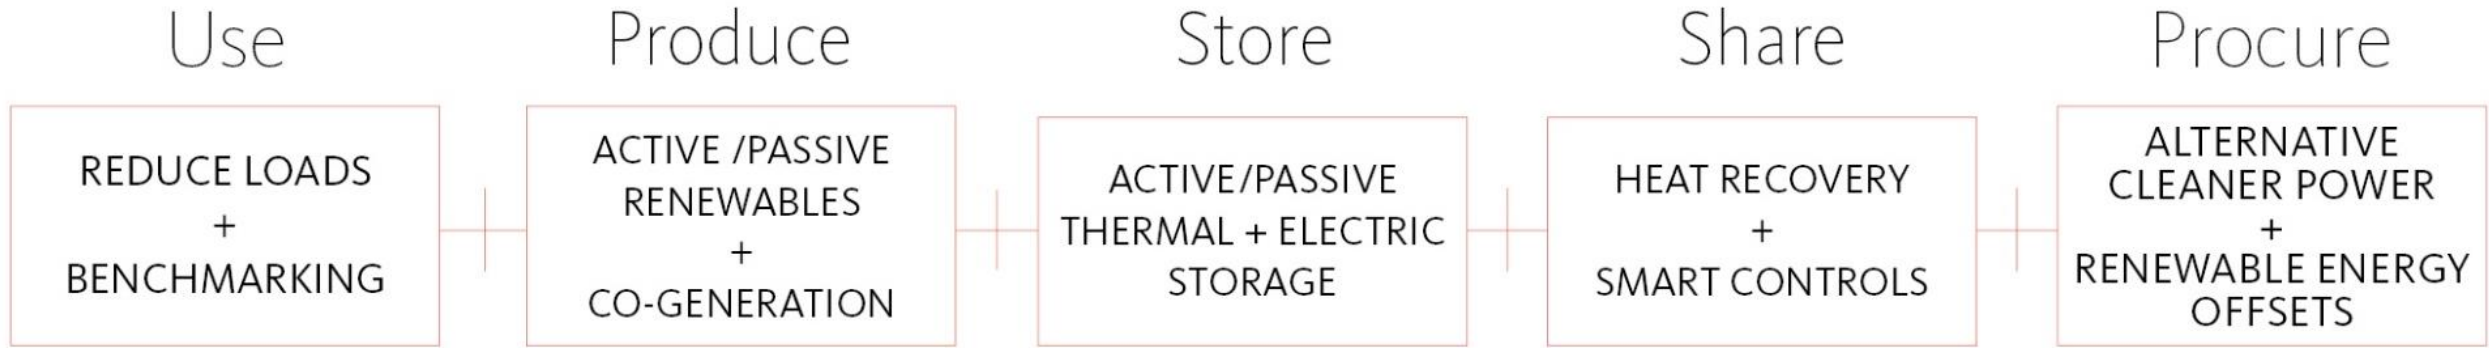 Use
REDUCE LOADS
+
BENCHMARKING
Produce
ACTIVE /PASSIVE
RENEWABLES
+
CO-GENERATION
Store
ACTIVE/PASSIVE
THERMAL + ELECTRIC
STORAGE
Share
HEAT RECOVERY
+
SMART CONTROLS
Procure
ALTERNATIVE
CLEANER POWER
+
RENEWABLE ENERGY
OFFSETS